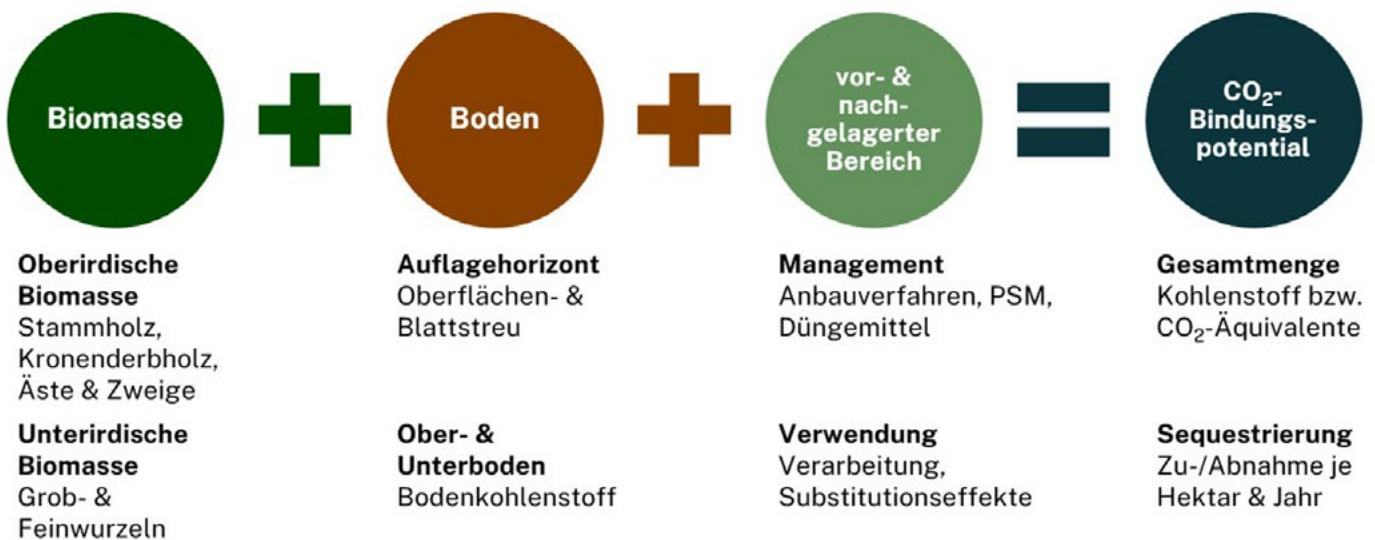 Biomasse
Boden
vor- &
nach-
gelagerter
Bereich
CO₂-
Bindungs-
potential
Oberirdische
Biomasse
Stammholz,
Kronenderbholz,
Äste & Zweige
Unterirdische
Biomasse
Grob- &
Feinwurzeln
Auflagehorizont
Oberflächen- &
Blattstreu
Ober- &
Unterboden
Bodenkohlenstoff
Management
Anbauverfahren, PSM,
Düngemittel
Verwendung
Verarbeitung,
Substitutionseffekte
Gesamtmenge
Kohlenstoff bzw.
CO₂-Äquivalente
Sequestrierung
Zu-/Abnahme je
Hektar & Jahr